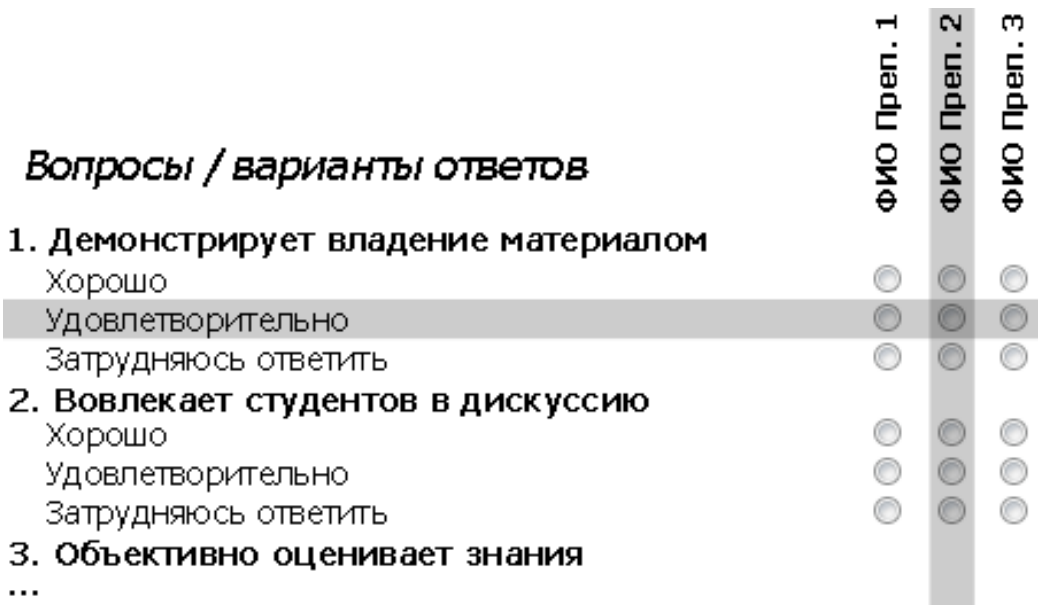 ФИО Преп. 1
ФИО Преп. 2
ФИО Преп. 3
Вопросы / варианты ответов
1. Демонстрирует владение материалом
Хорошо
Удовлетворительно
Затрудняюсь ответить
2. Вовлекает студентов в дискуссию
Хорошо
Удовлетворительно
Затрудняюсь ответить
3. Объективно оценивает знания
...